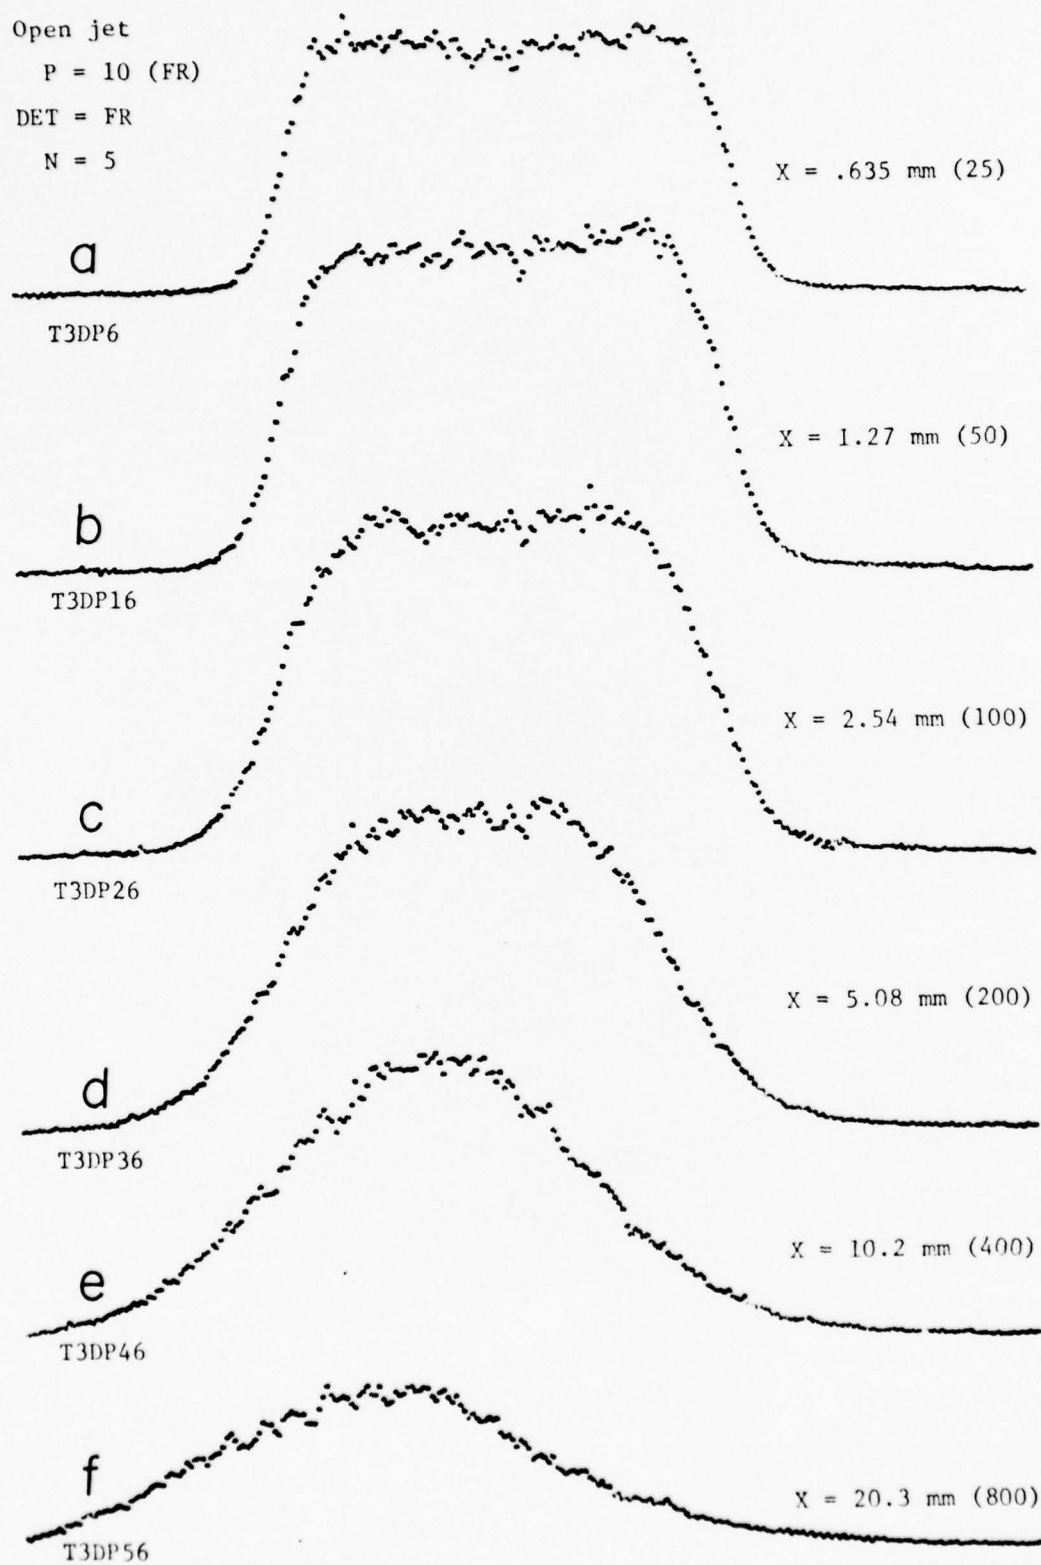 Open jet
P = 10 (FR)
DET = FR
N = 5
X = .635 mm (25)
a
T3DP6
X = 1.27 mm (50)
b
T3DP16
X = 2.54 mm (100)
c
T3DP26
X = 5.08 mm (200)
d
T3DP36
X = 10.2 mm (400)
e
T3DP46
X = 20.3 mm (800)
f
T3DP56